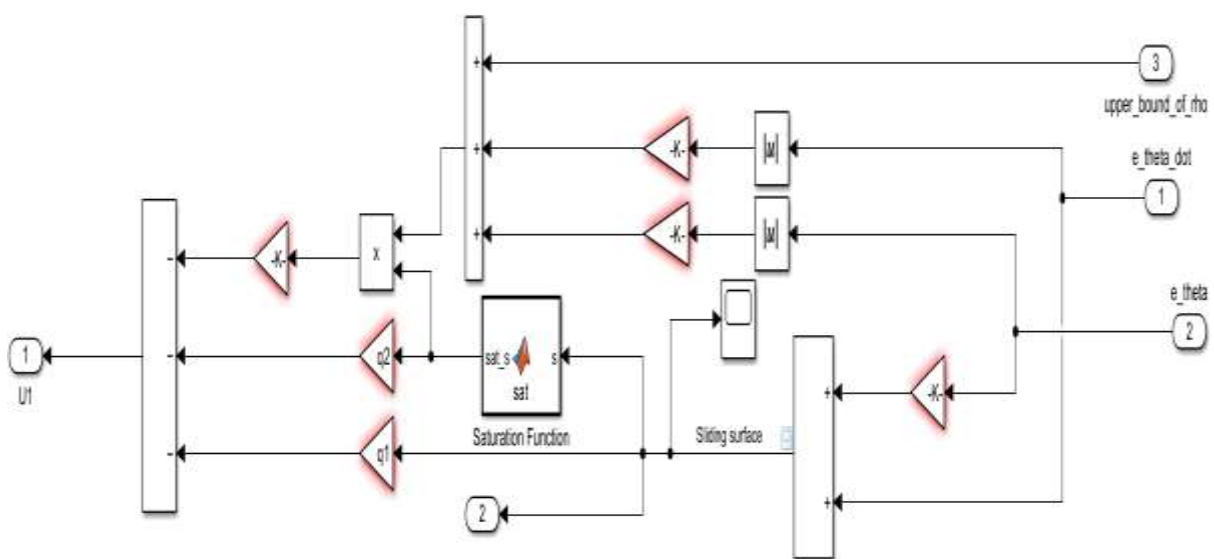 +
3
upper_bound_of_rho
+
-K-
|u|
e_theta_dot
1
+
-K-
|u|
-
-K-
x
e_theta
2
1
U1
-
q2
sat_s
s
sat
Saturation Function
+
-K-
-
q1
Sliding surface
2
+